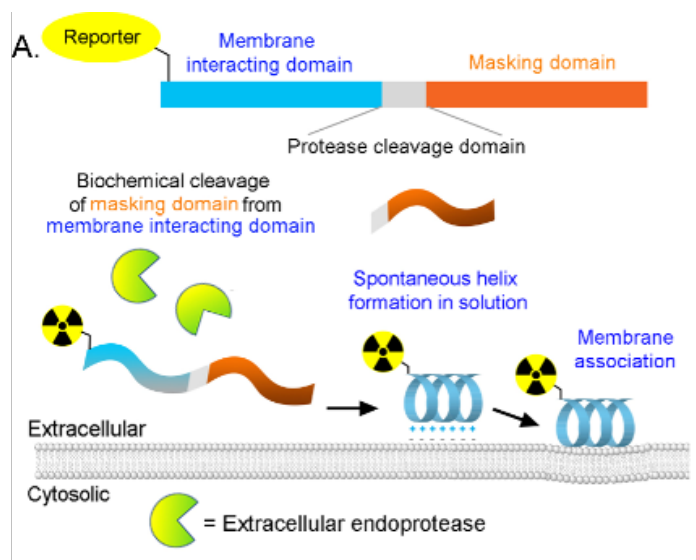 A.
Reporter
Membrane
interacting domain
Masking domain
Protease cleavage domain
Biochemical cleavage
of masking domain from
membrane interacting domain
Spontaneous helix
formation in solution
Membrane
association
+ + + + + + +
- - - - - - -
Extracellular
Cytosolic
= Extracellular endoprotease